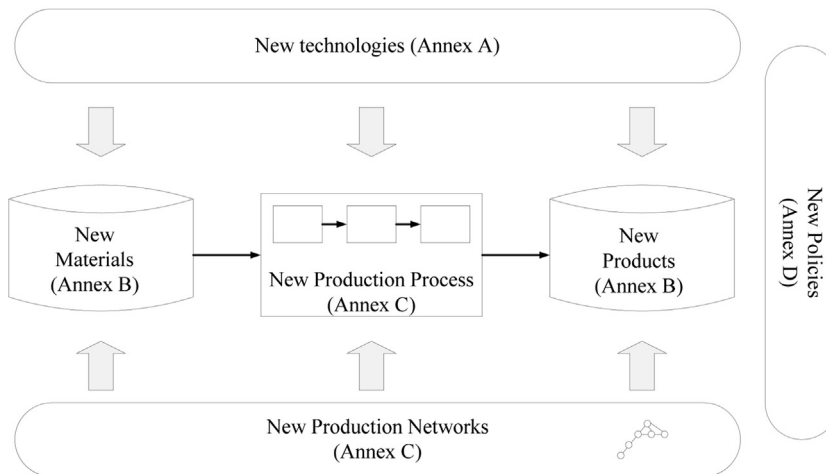 New technologies (Annex A)
New
Materials
(Annex B)
New Production Process
(Annex C)
New
Products
(Annex B)
New Policies
(Annex D)
New Production Networks
(Annex C)